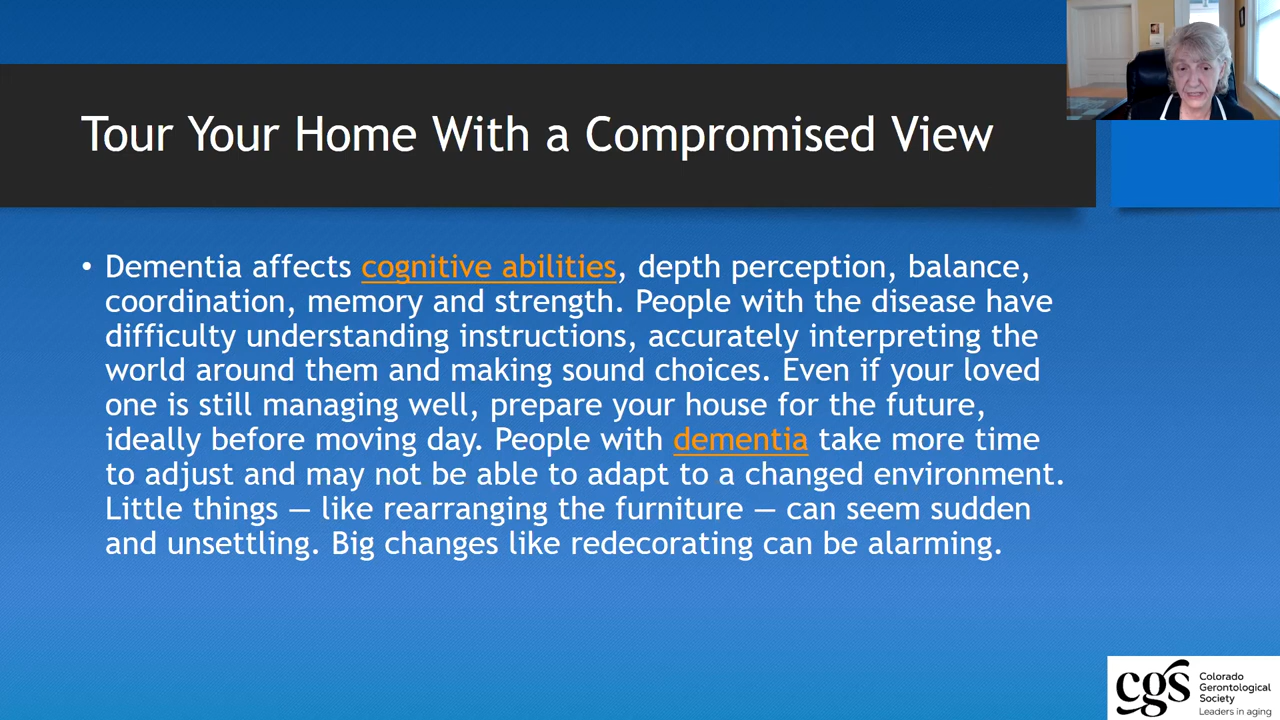 Tour Your Home With a Compromised View
• Dementia affects cognitive abilities, depth perception, balance,
coordination, memory and strength. People with the disease have
difficulty understanding instructions, accurately interpreting the
world around them and making sound choices. Even if your loved
one is still managing well, prepare your house for the future,
ideally before moving day. People with dementia take more time
to adjust and may not be able to adapt to a changed environment.
Little things — like rearranging the furniture — can seem sudden
and unsettling. Big changes like redecorating can be alarming.
cgs
Colorado
Gerontological
Society
Leaders in aging